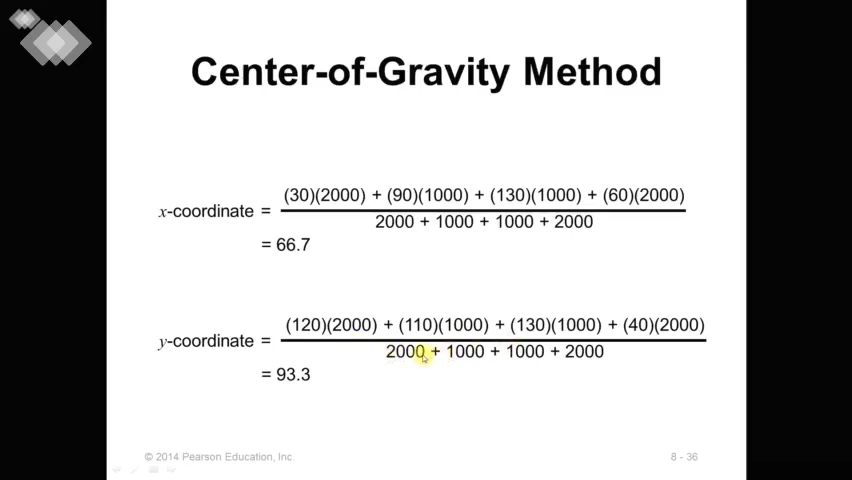 Center-of-Gravity Method
(30)(2000) + (90)(1000) + (130)(1000) + (60)(2000)
x-coordinate =
2000 + 1000 + 1000 + 2000
= 66.7
(120)(2000) + (110)(1000) + (130)(1000) + (40)(2000)
y-coordinate =
2000 + 1000 + 1000 + 2000
= 93.3
© 2014 Pearson Education, Inc.
8 - 36